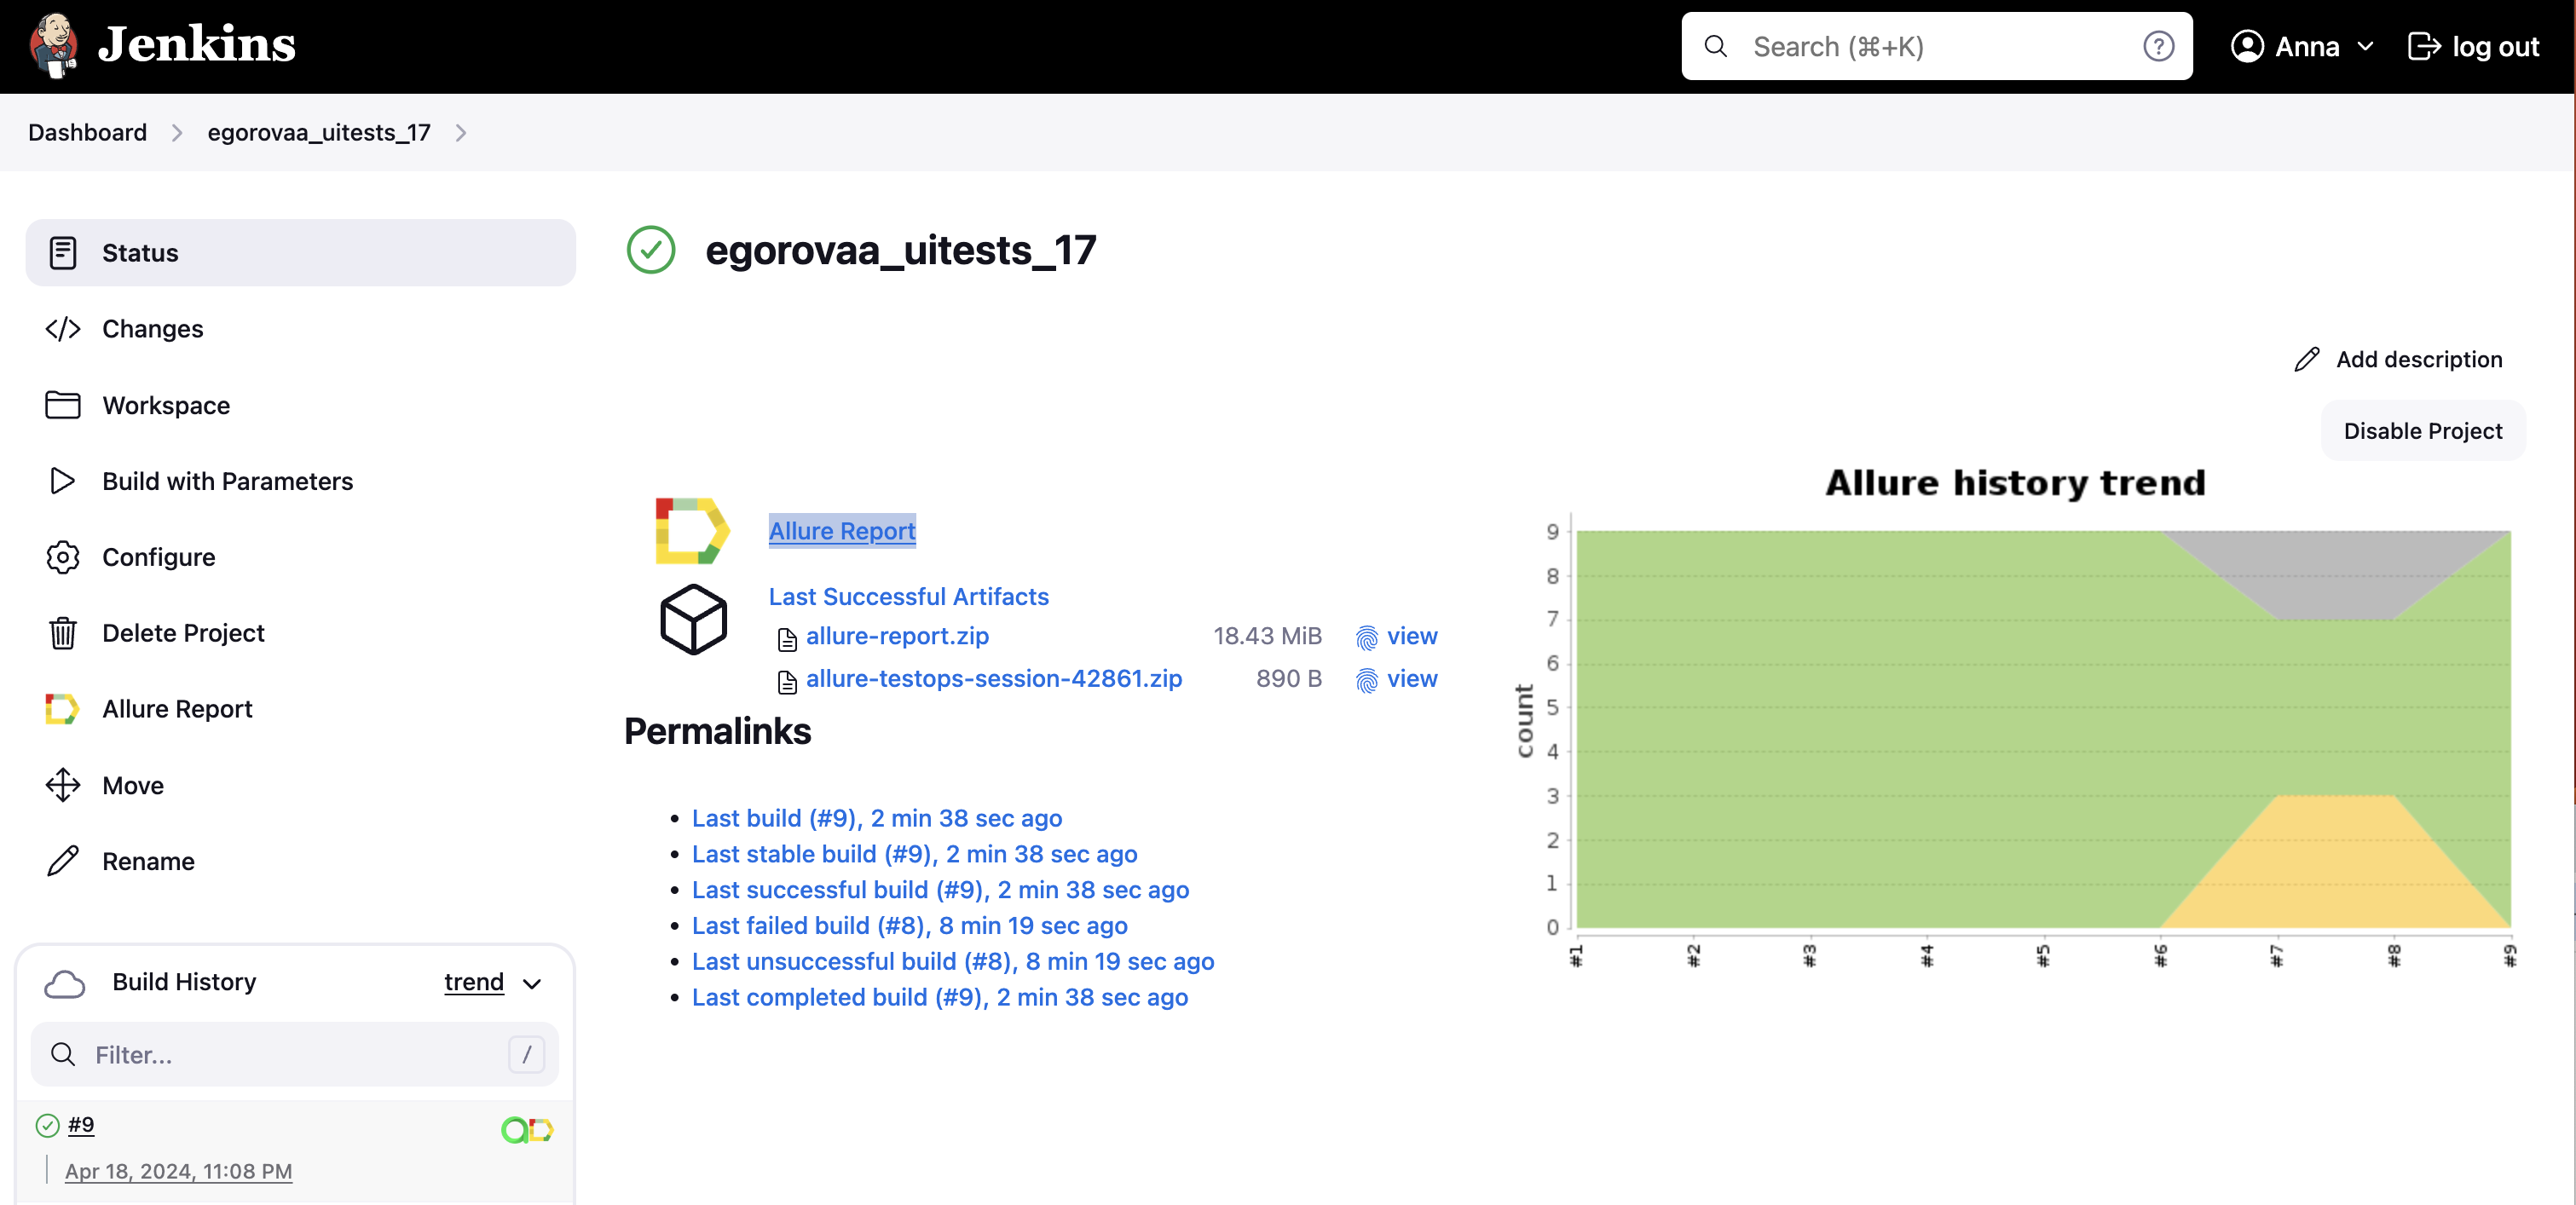 Jenkins
Search (⌘+K)
Anna
log out
Dashboard
egorovaa_uitests_17
Status
Changes
Workspace
Build with Parameters
Configure
Delete Project
Allure Report
Move
Rename
Build History
trend
Filter...
/
#9
Apr 18, 2024, 11:08 PM
egorovaa_uitests_17
Add description
Disable Project
Allure Report
Last Successful Artifacts
allure-report.zip 18.43 MiB view
allure-testops-session-42861.zip 890 B view
Permalinks
Last build (#9), 2 min 38 sec ago
Last stable build (#9), 2 min 38 sec ago
Last successful build (#9), 2 min 38 sec ago
Last failed build (#8), 8 min 19 sec ago
Last unsuccessful build (#8), 8 min 19 sec ago
Last completed build (#9), 2 min 38 sec ago
Allure history trend
count
9
8
7
6
5
4
3
2
1
0
#1 #2 #3 #4 #5 #6 #7 #8 #9